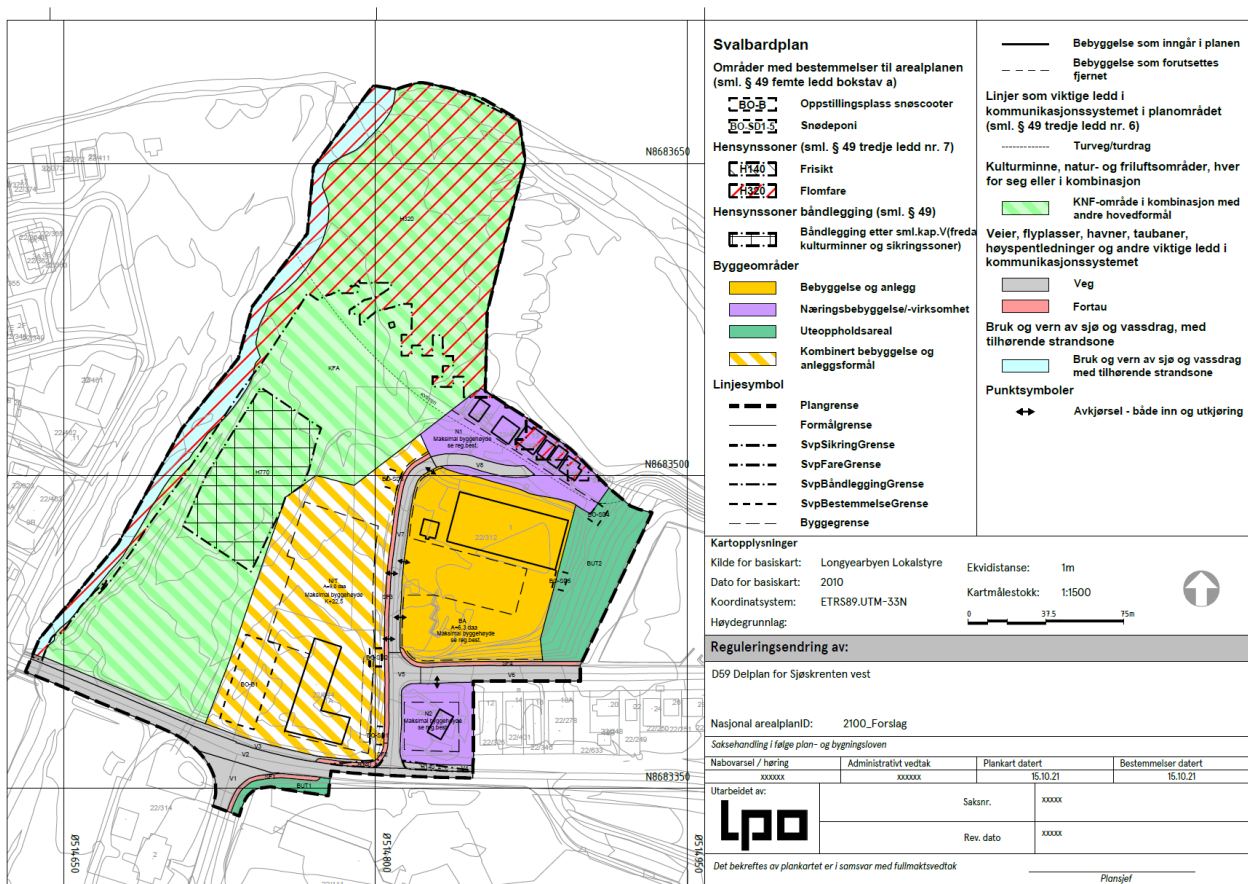 N8683650
N8683500
N8683350
Ø514650
Ø514800
Ø514950
H320
KFA
H770
N1
Maksimal byggehøyde
se reg.best.
V8
V7
22/312
1
BUT2
NIT
Maksimal byggehøyde
K+22,5
BA
A=6,3 daa
Maksimal byggehøyde
se reg.best.
V5
V6
N2
Maksimal byggehøyde
se reg.best.
V3
V2
V1
BUT1
22/314
Svalbardplan
Områder med bestemmelser til arealplanen
(sml. § 49 femte ledd bokstav a)
BO-B Oppstillingsplass snøscooter
BO-SD1-5 Snødeponi
Hensynssoner (sml. § 49 tredje ledd nr. 7)
H140 Frisikt
H320 Flomfare
Hensynssoner båndlegging (sml. § 49)
Båndlegging etter sml.kap.V(freda
kulturminner og sikringssoner)
Byggeområder
Bebyggelse og anlegg
Næringsbebyggelse/-virksomhet
Uteoppholdsareal
Kombinert bebyggelse og
anleggsformål
Linjesymbol
Plangrense
Formålgrense
SvpSikringGrense
SvpFareGrense
SvpBåndleggingGrense
SvpBestemmelseGrense
Byggegrense
Bebyggelse som inngår i planen
Bebyggelse som forutsettes
fjernet
Linjer som viktige ledd i
kommunikasjonssystemet i planområdet
(sml. § 49 tredje ledd nr. 6)
Turveg/turdrag
Kulturminne, natur- og friluftsområder, hver
for seg eller i kombinasjon
KNF-område i kombinasjon med
andre hovedformål
Veier, flyplasser, havner, taubaner,
høyspentledninger og andre viktige ledd i
kommunikasjonssystemet
Veg
Fortau
Bruk og vern av sjø og vassdrag, med
tilhørende strandsone
Bruk og vern av sjø og vassdrag
med tilhørende strandsone
Punktsymboler
Avkjørsel - både inn og utkjøring
Kartopplysninger
Kilde for basiskart: Longyearbyen Lokalstyre
Dato for basiskart: 2010
Koordinatsystem: ETRS89.UTM-33N
Høydegrunnlag:
Ekvidistanse: 1m
Kartmålestokk: 1:1500
0 37.5 75m
Reguleringsendring av:
D59 Delplan for Sjøskrenten vest
Nasjonal arealplanID: 2100_Forslag
Saksehandling i følge plan- og bygningsloven
Nabovarsel / høring Administrativt vedtak Plankart datert Bestemmelser datert
xxxxxx xxxxxx 15.10.21 15.10.21
Utarbeidet av:
lpo
Saksnr. xxxxx
Rev. dato xxxxx
Det bekreftes av plankartet er i samsvar med fullmaktsvedtak
Plansjef